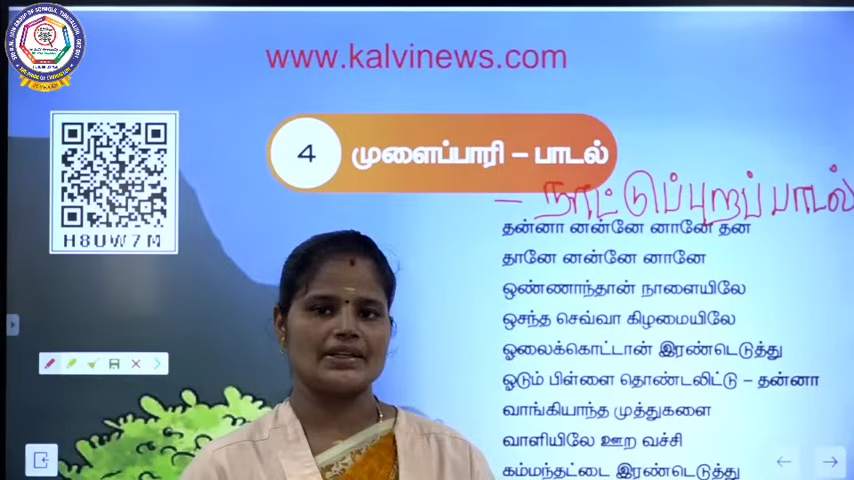 www.kalvinews.com
4 முளைப்பாரி – பாடல்
– நாட்டுப்புறப் பாடல்
H8UW7M
தன்னா னன்னே னானே தன
தானே னன்னே னானே
ஒண்ணாந்தான் நாளையிலே
ஒசந்த செவ்வா கிழமையிலே
ஓலைக்கொட்டான் இரண்டெடுத்து
ஓடும் பிள்ளை தொண்டலிட்டு – தன்னா
வாங்கியாந்த முத்துகளை
வாளியிலே ஊற வச்சி
கம்மந்தட்டை இரண்டெடுத்து